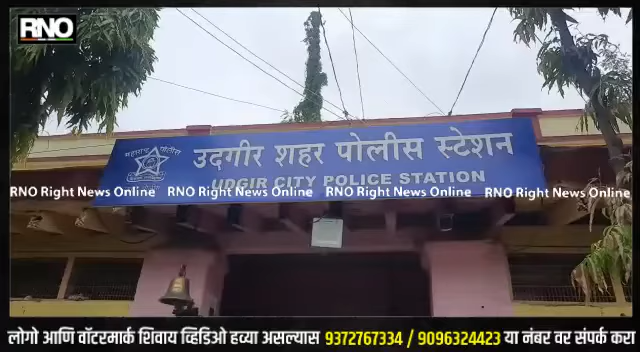 RNO
महाराष्ट्र पोलीस
उदगीर शहर पोलीस स्टेशन
UDGIR CITY POLICE STATION
RNO Right News Online RNO Right News Online RNO Right News Online RNO Right News Online
लोगो आणि वॉटरमार्क शिवाय व्हिडिओ हव्या असल्यास 9372767334 / 9096324423 या नंबर वर संपर्क करा